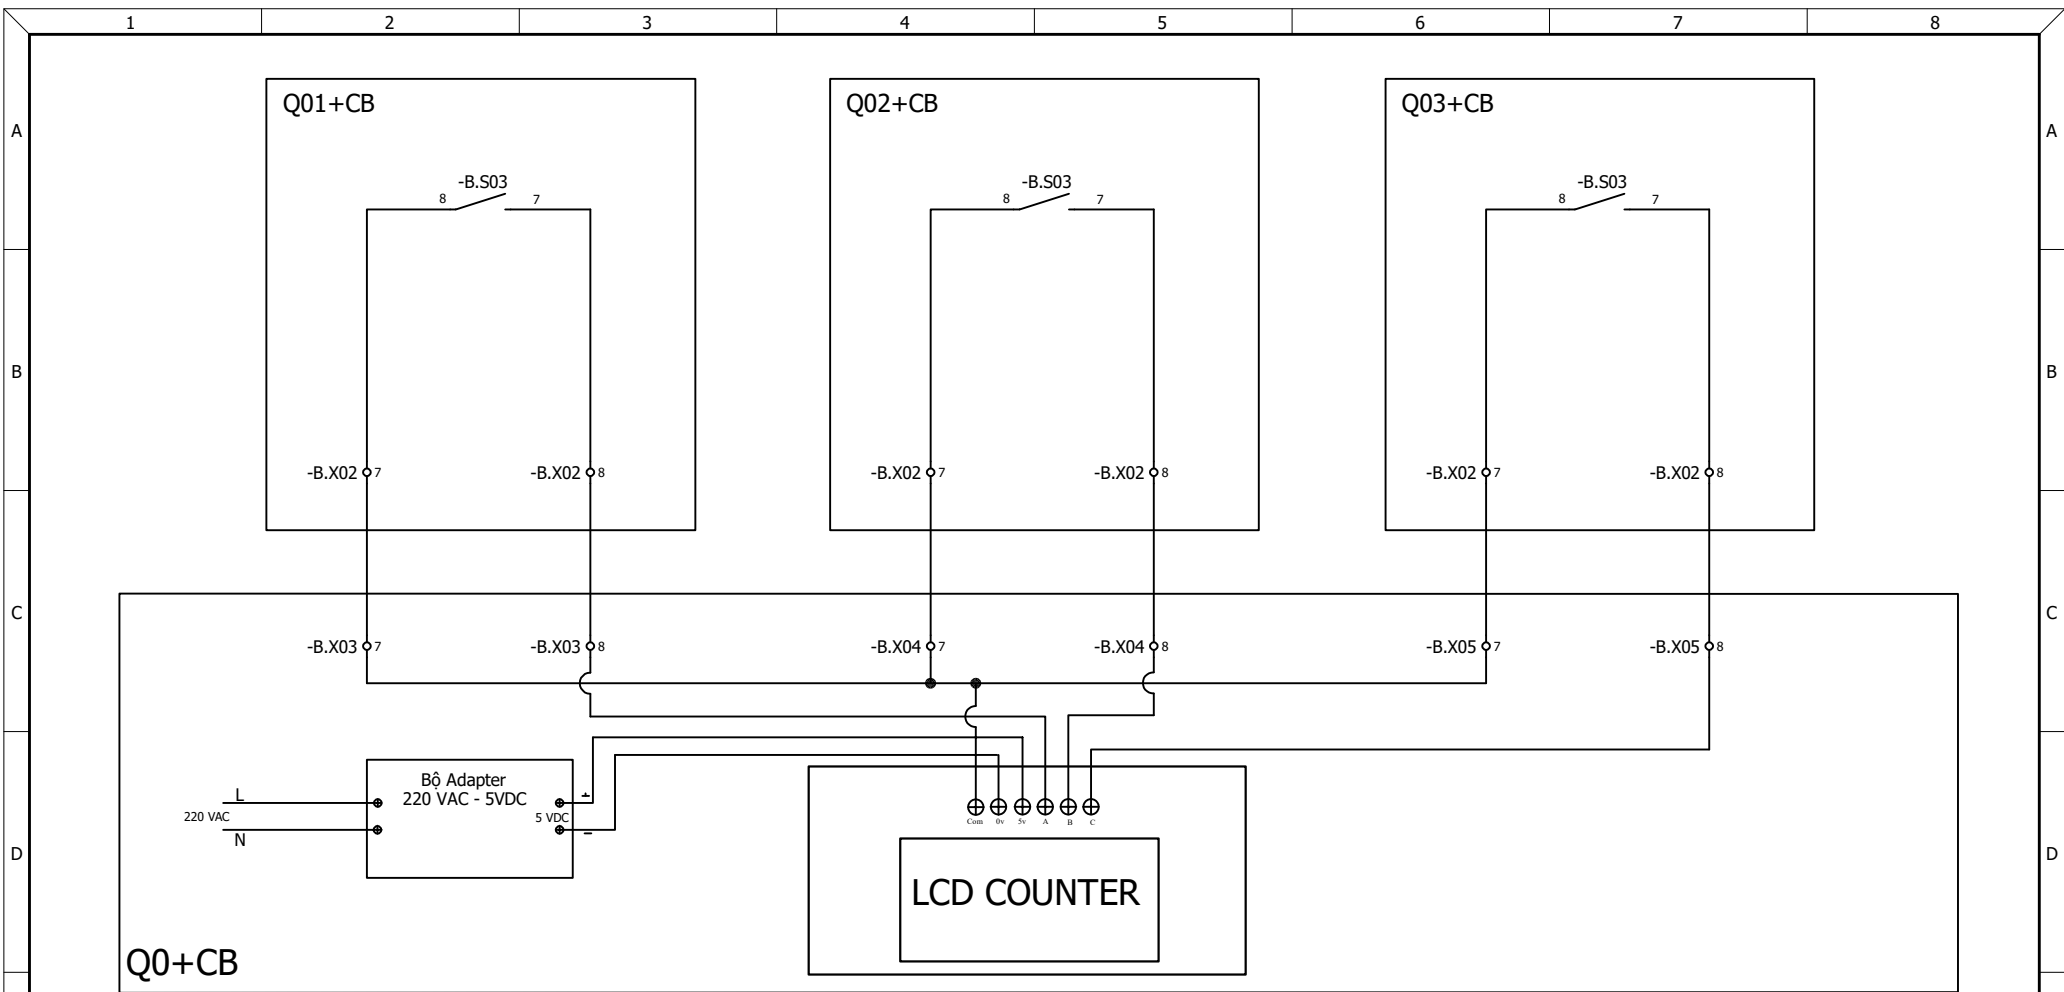 1 2 3 4 5 6 7 8
Q01+CB Q02+CB Q03+CB
A A
-B.S03 -B.S03 -B.S03
8 7 8 7 8 7
B B
-B.X02 7 -B.X02 8 -B.X02 7 -B.X02 8 -B.X02 7 -B.X02 8
C C
-B.X03 7 -B.X03 8 -B.X04 7 -B.X04 8 -B.X05 7 -B.X05 8
Bộ Adapter
220 VAC - 5VDC
L +
220 VAC 5 VDC
N -
Com 0v 5v A B C
D D
LCD COUNTER
Q0+CB